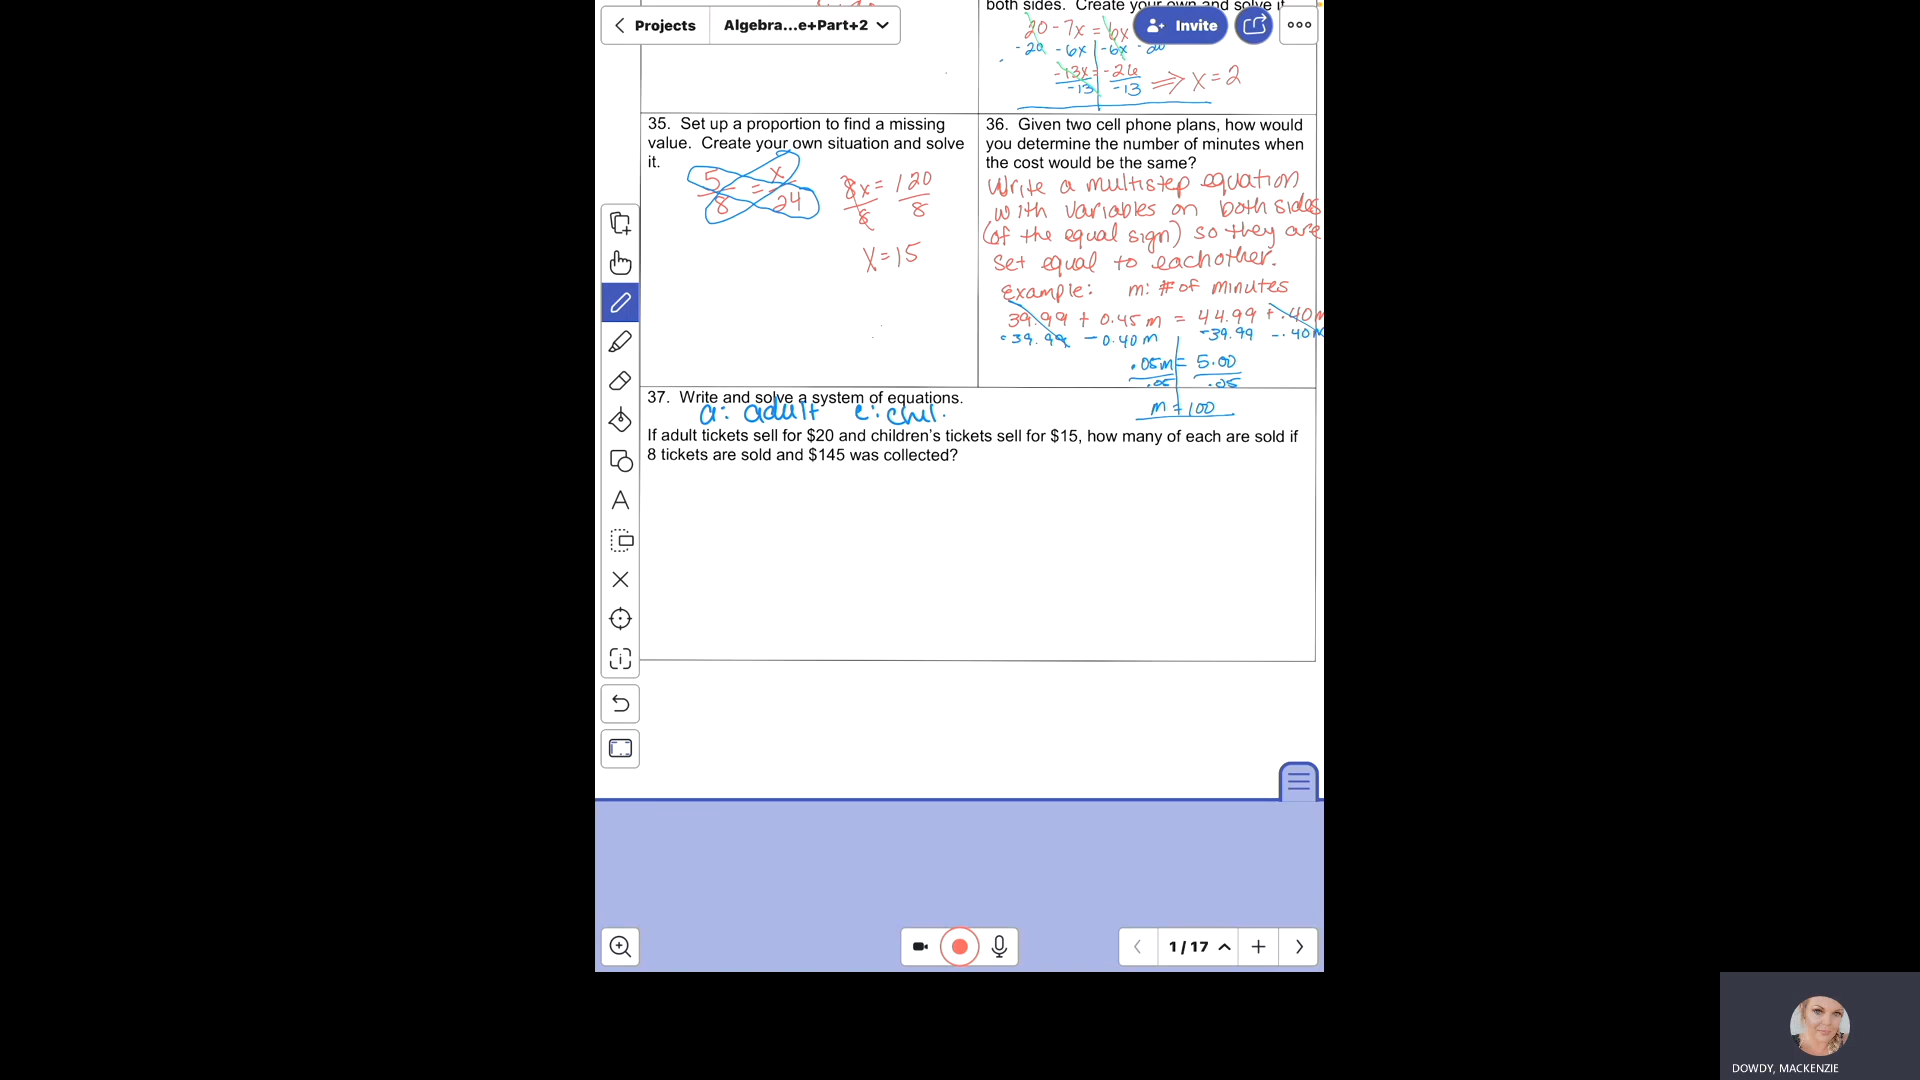 Projects
Algebra...e+Part+2
both sides. Create your own and solve it
Invite
20 - 7x = 6x
-20 -6x | -6x -20
-13x = -26
-13 -13
⇒ x = 2
35. Set up a proportion to find a missing
value. Create your own situation and solve
it.
5/8 = x/24
8x = 120
8 8
x = 15
36. Given two cell phone plans, how would
you determine the number of minutes when
the cost would be the same?
Write a multistep equation
with variables on both sides
(of the equal sign) so they are
set equal to eachother.
Example: m: # of minutes
39.99 + 0.45m = 44.99 + .40m
-39.99 - 0.40m -39.99 -.40m
.05m = 5.00
.05 .05
m = 100
37. Write and solve a system of equations.
a: adult c: chil.
If adult tickets sell for $20 and children's tickets sell for $15, how many of each are sold if
8 tickets are sold and $145 was collected?
1 / 17
DOWDY, MACKENZIE